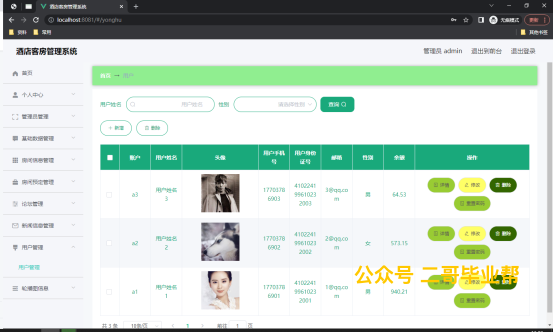 酒店客房管理系统
localhost:8081/#/yonghu
无痕模式
更新
资料
常用
其他书签
酒店客房管理系统
管理员 admin
退出到前台
退出登录
首页
个人中心
管理员管理
基础数据管理
房间信息管理
房间预定管理
论坛管理
新闻信息管理
用户管理
用户管理
轮播图信息
首页
用户
用户姓名
用户姓名
性别
请选择性别
查询
新增
删除
账户
用户姓名
头像
用户手机号
用户身份证号
邮箱
性别
余额
操作
a3
用户姓名3
17703786903
410224199610232003
3@qq.com
男
64.53
详情
修改
删除
重置密码
a2
用户姓名2
17703786902
410224199610232002
2@qq.com
女
573.15
详情
修改
删除
重置密码
a1
用户姓名1
17703786901
410224199610232001
1@qq.com
男
940.21
详情
修改
删除
重置密码
公众号 二哥毕业帮
共 3 条
10条/页
1
前往
1
页